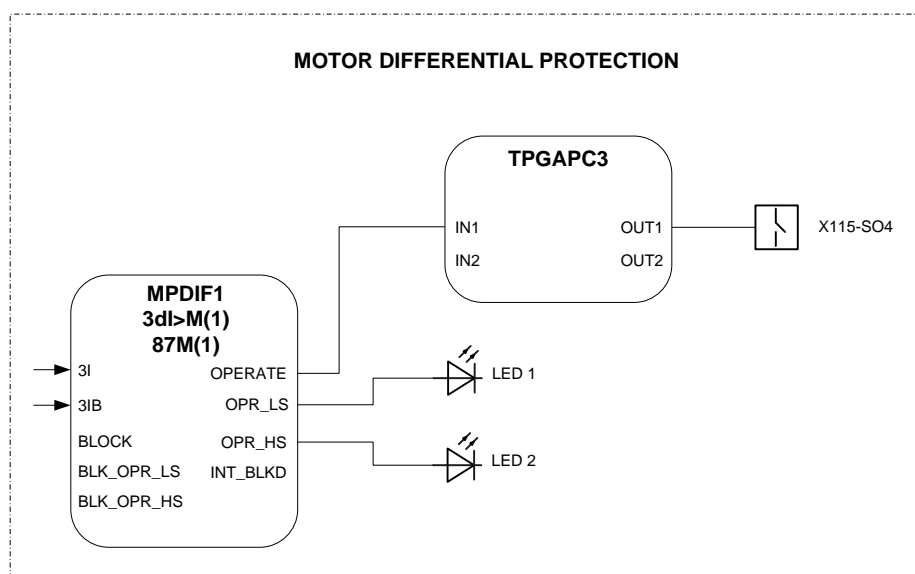 MOTOR DIFFERENTIAL PROTECTION
TPGAPC3
IN1 OUT1
IN2 OUT2
X115-SO4
MPDIF1
3dI>M(1)
87M(1)
3I OPERATE
3IB OPR_LS
BLOCK OPR_HS
BLK_OPR_LS INT_BLKD
BLK_OPR_HS
LED 1
LED 2